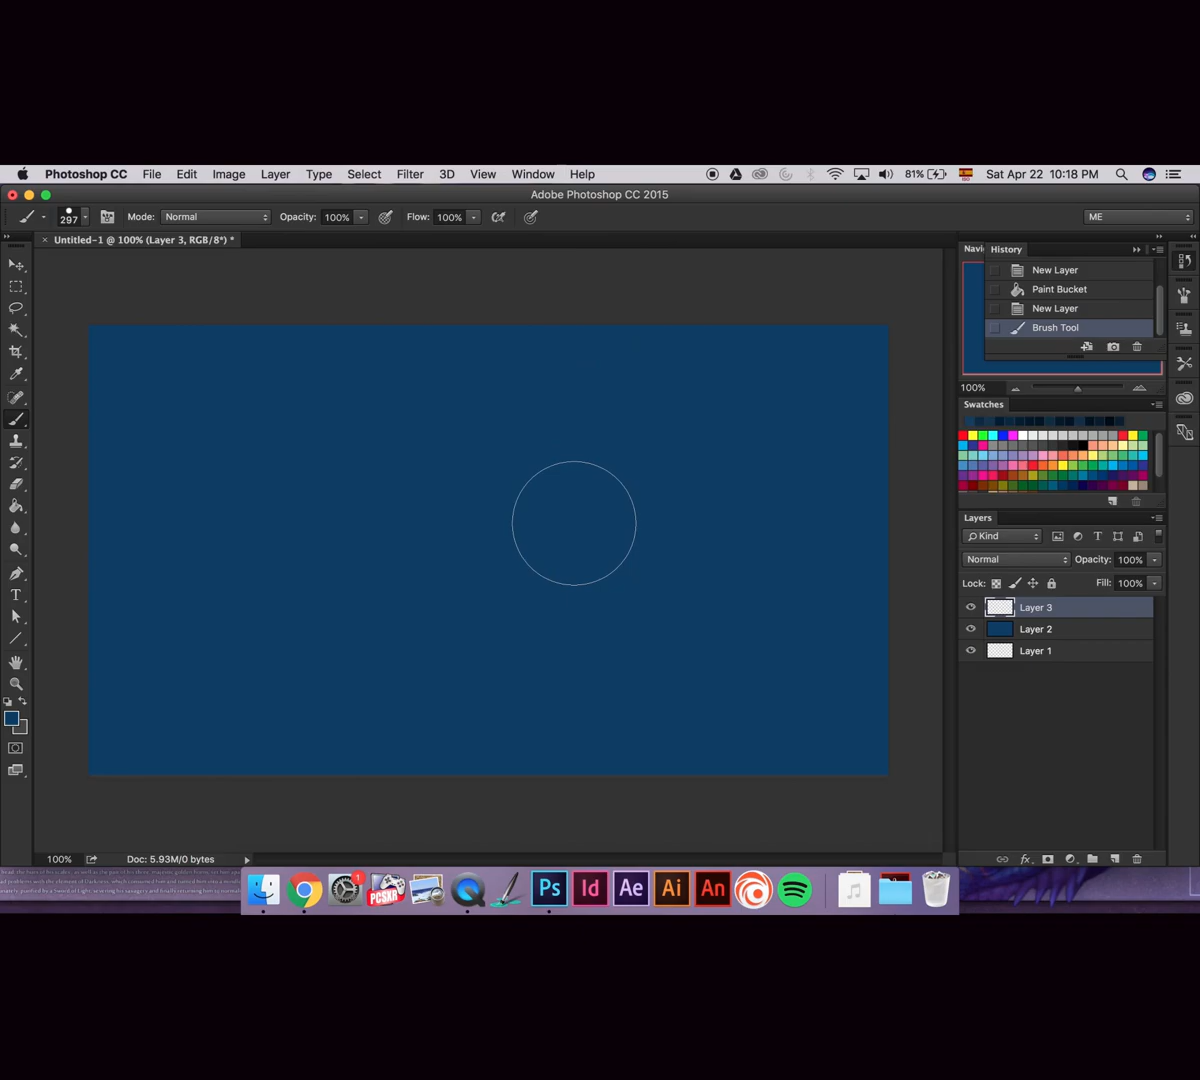 Photoshop CC File Edit Image Layer Type Select Filter 3D View Window Help 81% Sat Apr 22 10:18 PM
Adobe Photoshop CC 2015
297 Mode: Normal Opacity: 100% Flow: 100% ME
× Untitled-1 @ 100% (Layer 3, RGB/8*) *
Navi History
New Layer
Paint Bucket
New Layer
Brush Tool
100%
Swatches
Layers
Kind
Normal Opacity: 100%
Lock: Fill: 100%
Layer 3
Layer 2
Layer 1
T
100% Doc: 5.93M/0 bytes
fx
1
PCSXR
Ps Id Ae Ai An